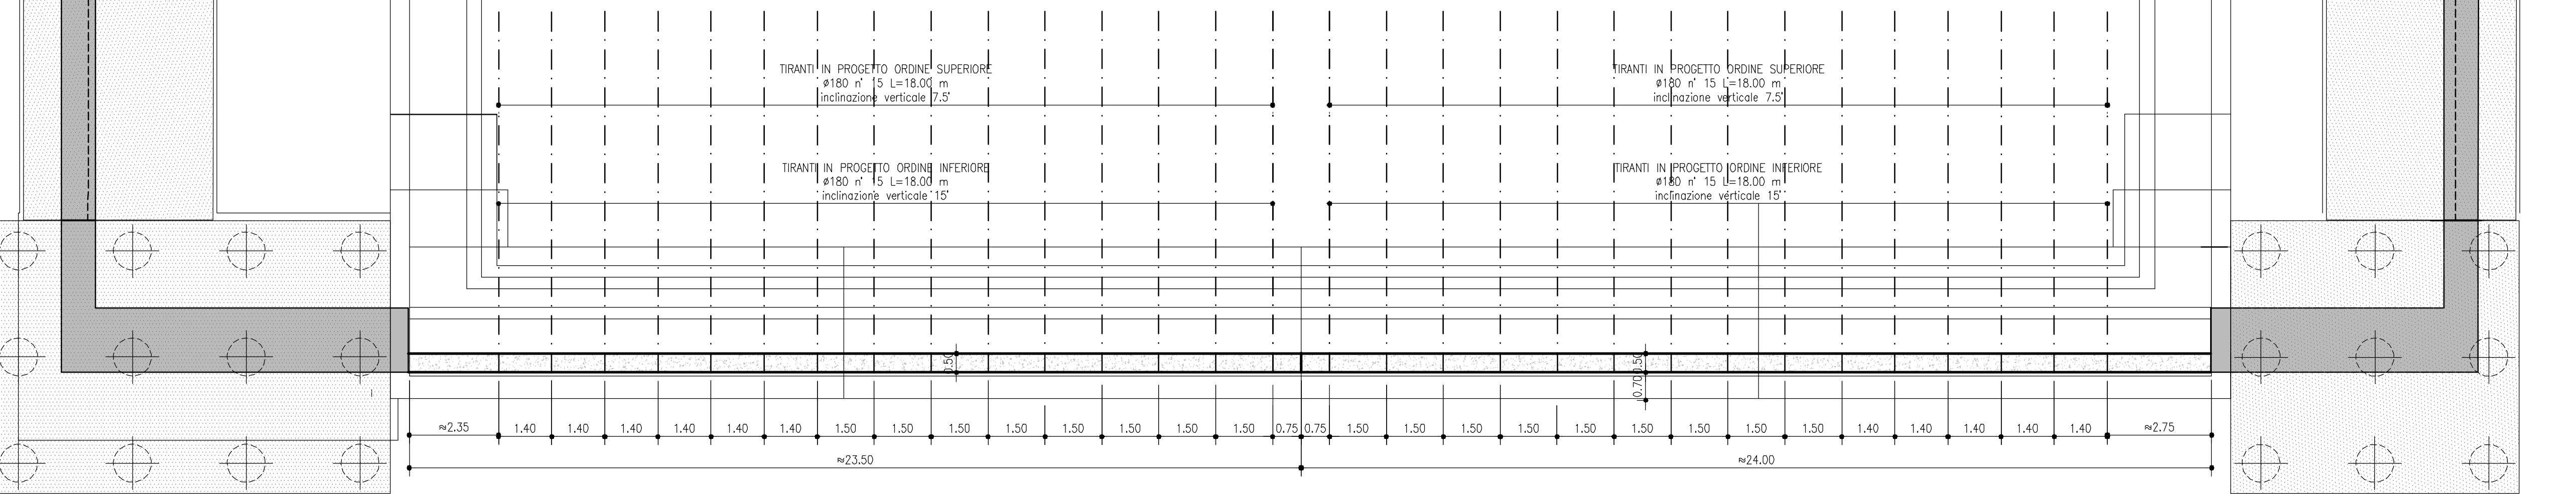 TIRANTI IN PROGETTO ORDINE SUPERIORE
ø180 n° 15 L=18.00 m
inclinazione verticale 7.5°
TIRANTI IN PROGETTO ORDINE SUPERIORE
ø180 n° 15 L=18.00 m
inclinazione verticale 7.5°
TIRANTI IN PROGETTO ORDINE INFERIORE
ø180 n° 15 L=18.00 m
inclinazione verticale 15°
TIRANTI IN PROGETTO ORDINE INFERIORE
ø180 n° 15 L=18.00 m
inclinazione verticale 15°
0.50
0.50
0.70
≈2.35 1.40 1.40 1.40 1.40 1.40 1.40 1.50 1.50 1.50 1.50 1.50 1.50 1.50 1.50 0.75 0.75 1.50 1.50 1.50 1.50 1.50 1.50 1.50 1.50 1.50 1.40 1.40 1.40 1.40 1.40 ≈2.75
≈23.50 ≈24.00